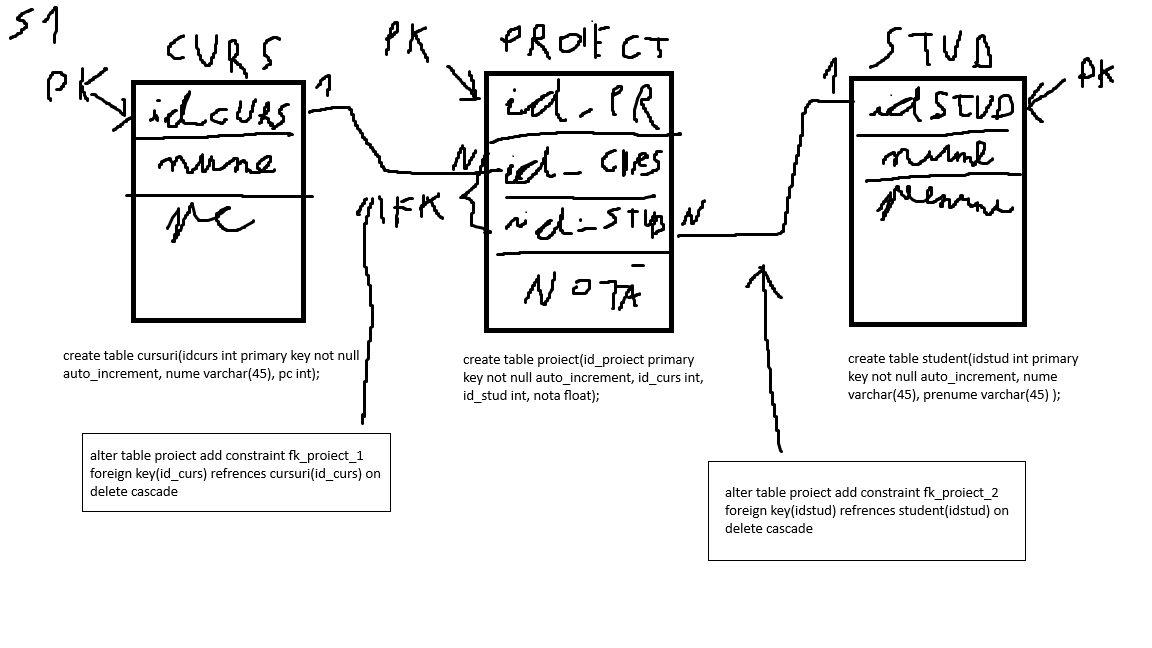 S1
CURS
PK
PROIECT
STUD
PK
1
1
PK
id_CURS
id_PR
idSTUD
nume
N
id_CURS
nume
pc
FK
id_STUD
N
prenume
NOTĀ
create table cursuri(idcurs int primary key not null
auto_increment, nume varchar(45), pc int);
create table proiect(id_project primary
key not null auto_increment, id_curs int,
id_stud int, nota float);
create table student(idstud int primary
key not null auto_increment, nume
varchar(45), prenume varchar(45) );
alter table proiect add constraint fk_proiect_1
foreign key(id_curs) refrences cursuri(id_curs) on
delete cascade
alter table proiect add constraint fk_proiect_2
foreign key(idstud) refrences student(idstud) on
delete cascade